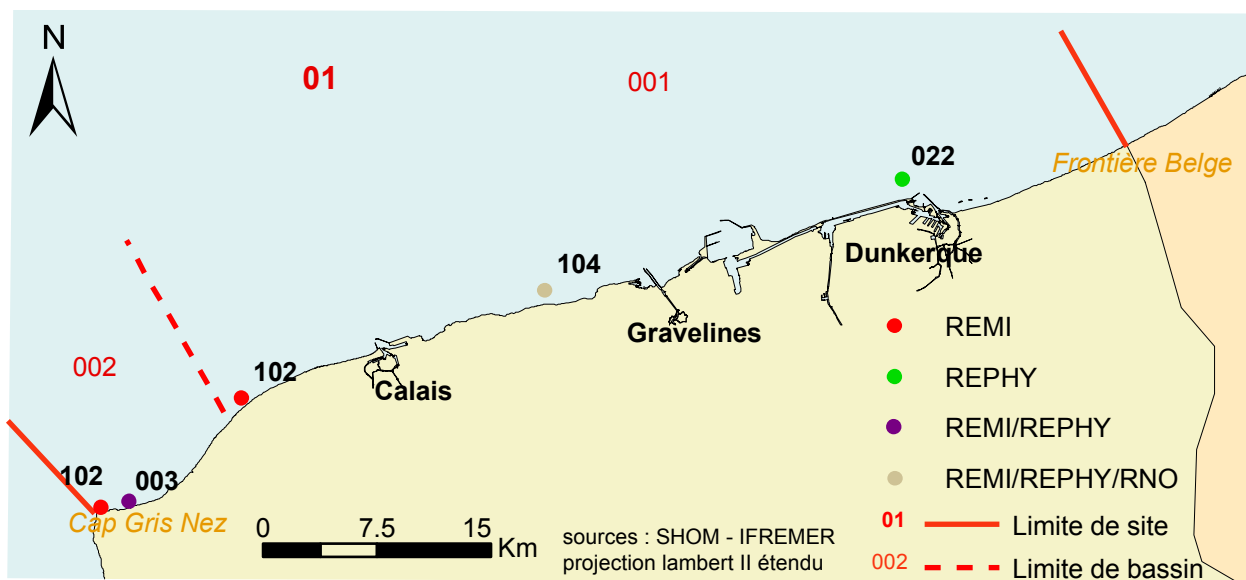 N
01
001
022
Frontière Belge
Dunkerque
104
Gravelines
002
102
Calais
102
003
Cap Gris Nez
REMI
REPHY
REMI/REPHY
REMI/REPHY/RNO
01 Limite de site
002 Limite de bassin
0 7.5 15
Km
sources : SHOM - IFREMER
projection lambert II étendu